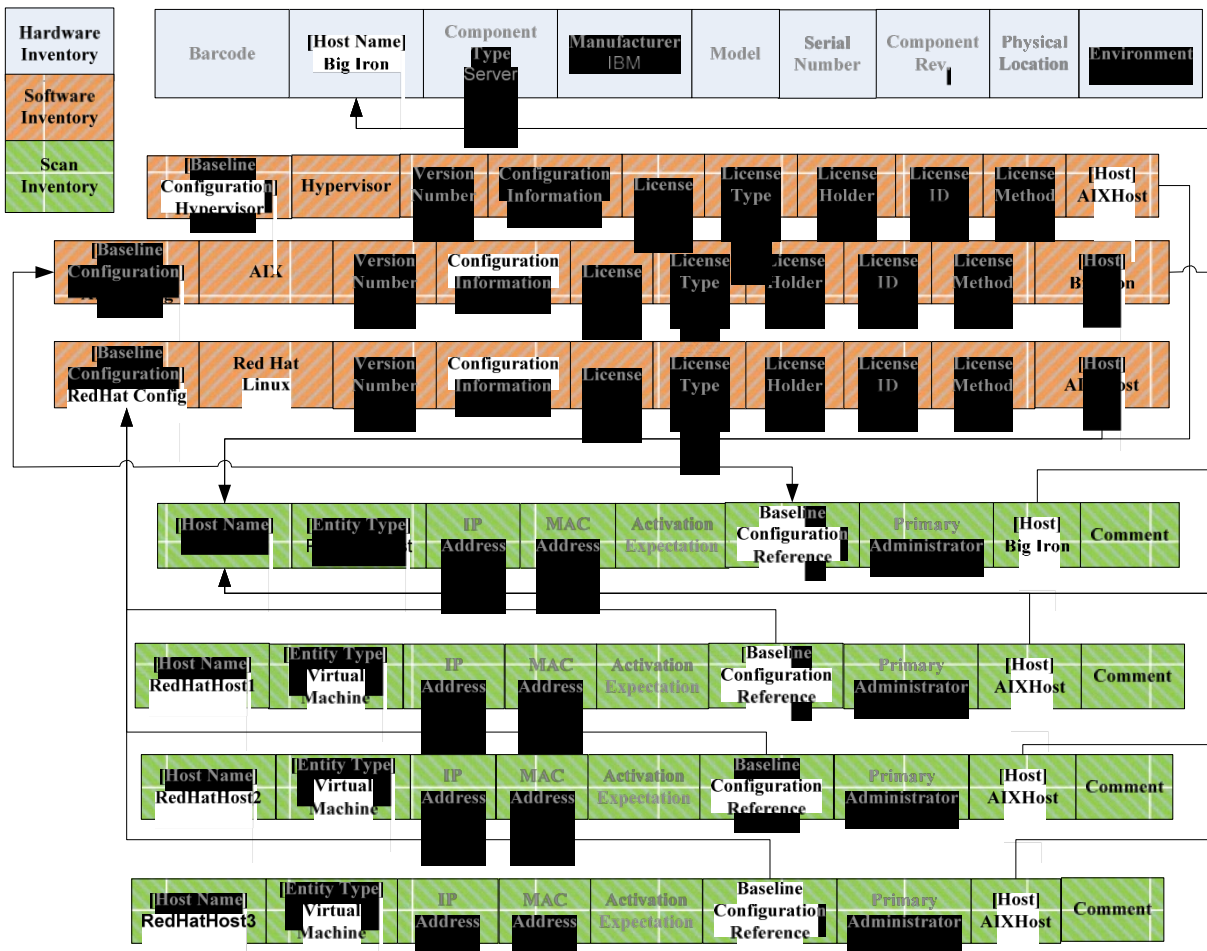 Hardware
Inventory
Software
Inventory
Scan
Inventory
Barcode
[Host Name]
Big Iron
Component
Type
Server
Manufacturer
IBM
Model
Serial
Number
Component
Rev.
Physical
Location
Environment
[Baseline
Configuration]
Hypervisor
Hypervisor
Version
Number
Configuration
Information
License
License
Type
License
Holder
License
ID
License
Method
[Host]
AIXHost
[Baseline
Configuration]
AIX
Version
Number
Configuration
Information
License
License
Type
License
Holder
License
ID
License
Method
[Host]
[Baseline
Configuration]
RedHat Config
Red Hat
Linux
Version
Number
Configuration
Information
License
License
Type
License
Holder
License
ID
License
Method
[Host]
[Host Name]
[Entity Type]
IP
Address
MAC
Address
Activation
Expectation
Baseline
Configuration
Reference
Primary
Administrator
[Host]
Big Iron
Comment
[Host Name]
RedHatHost1
[Entity Type]
Virtual
Machine
IP
Address
MAC
Address
Activation
Expectation
Baseline
Configuration
Reference
Primary
Administrator
[Host]
AIXHost
Comment
[Host Name]
RedHatHost2
[Entity Type]
Virtual
Machine
IP
Address
MAC
Address
Activation
Expectation
Baseline
Configuration
Reference
Primary
Administrator
[Host]
AIXHost
Comment
[Host Name]
RedHatHost3
[Entity Type]
Virtual
Machine
IP
Address
MAC
Address
Activation
Expectation
Baseline
Configuration
Reference
Primary
Administrator
[Host]
AIXHost
Comment